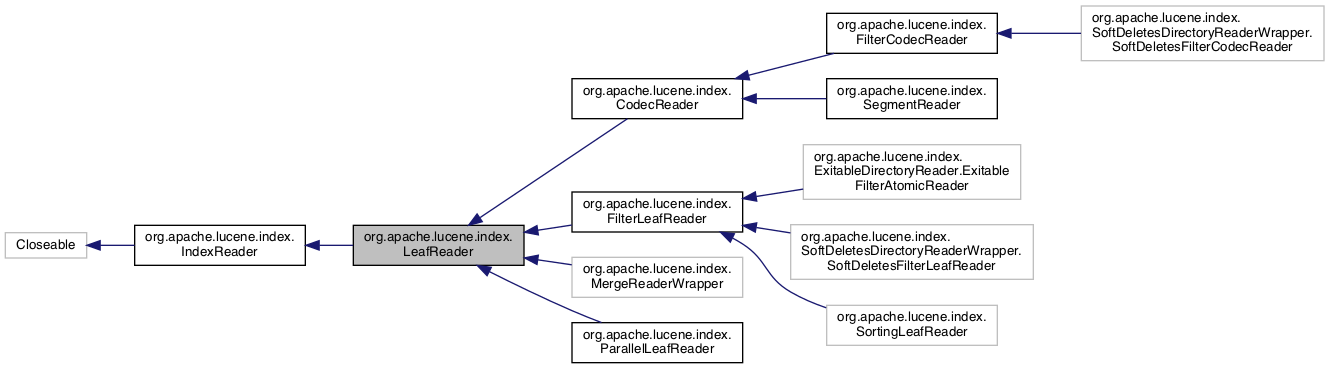 org.apache.lucene.index.
FilterCodecReader
org.apache.lucene.index.
SoftDeletesDirectoryReaderWrapper.
SoftDeletesFilterCodecReader
org.apache.lucene.index.
CodecReader
org.apache.lucene.index.
SegmentReader
org.apache.lucene.index.
ExitableDirectoryReader.Exitable
FilterAtomicReader
org.apache.lucene.index.
FilterLeafReader
Closeable
org.apache.lucene.index.
IndexReader
org.apache.lucene.index.
LeafReader
org.apache.lucene.index.
SoftDeletesDirectoryReaderWrapper.
SoftDeletesFilterLeafReader
org.apache.lucene.index.
MergeReaderWrapper
org.apache.lucene.index.
SortingLeafReader
org.apache.lucene.index.
ParallelLeafReader